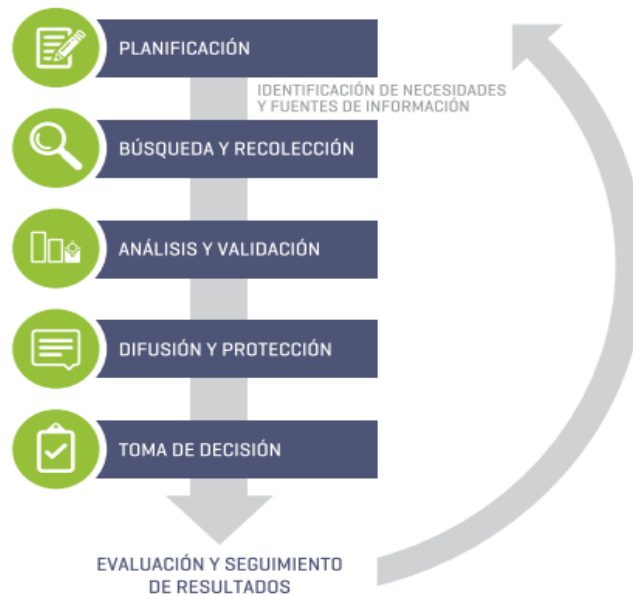 PLANIFICACIÓN
IDENTIFICACIÓN DE NECESIDADES
Y FUENTES DE INFORMACIÓN
BÚSQUEDA Y RECOLECCIÓN
ANÁLISIS Y VALIDACIÓN
DIFUSIÓN Y PROTECCIÓN
TOMA DE DECISIÓN
EVALUACIÓN Y SEGUIMIENTO
DE RESULTADOS